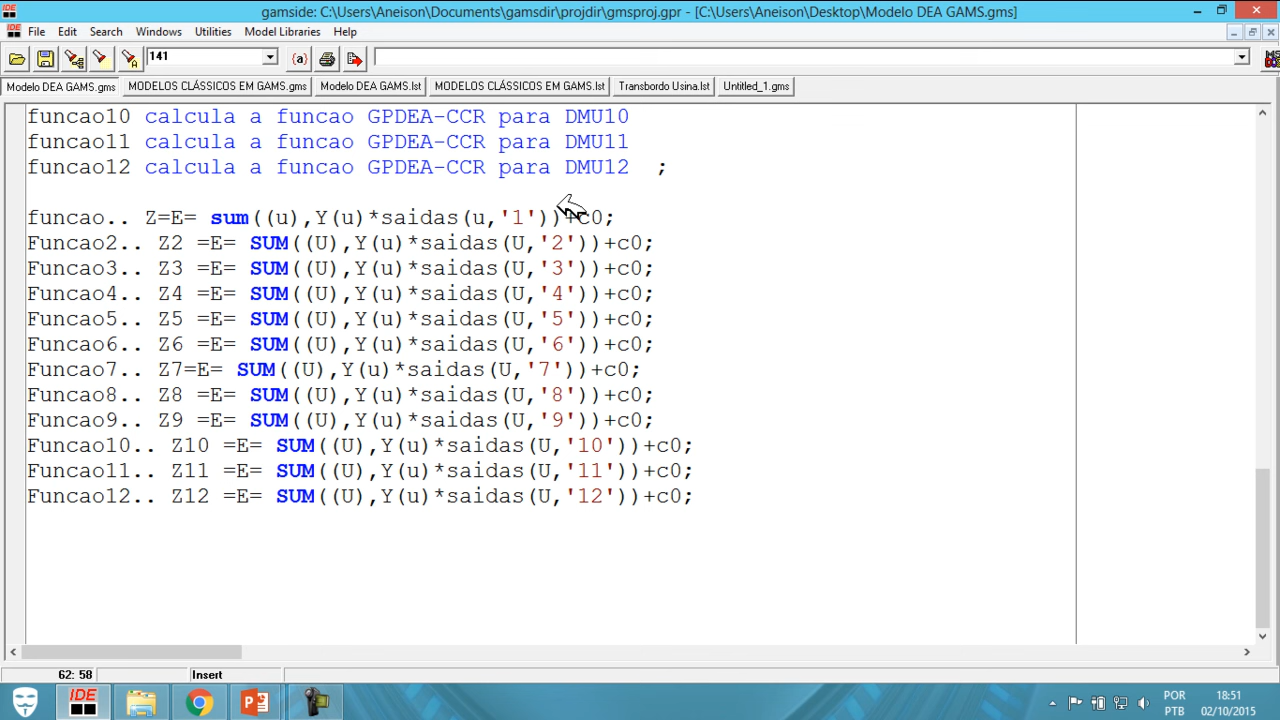 IDE gamside: C:\Users\Aneison\Documents\gamsdir\projdir\gmsproj.gpr - [C:\Users\Aneison\Desktop\Modelo DEA GAMS.gms]
IDE File Edit Search Windows Utilities Model Libraries Help
141 {a}
Modelo DEA GAMS.gms MODELOS CLÁSSICOS EM GAMS.gms Modelo DEA GAMS.lst MODELOS CLÁSSICOS EM GAMS.lst Transbordo Usina.lst Untitled_1.gms
funcao10 calcula a funcao GPDEA-CCR para DMU10
funcao11 calcula a funcao GPDEA-CCR para DMU11
funcao12 calcula a funcao GPDEA-CCR para DMU12 ;
funcao.. Z=E= sum((u),Y(u)*saidas(u,'1'))+c0;
Funcao2.. Z2 =E= SUM((U),Y(u)*saidas(U,'2'))+c0;
Funcao3.. Z3 =E= SUM((U),Y(u)*saidas(U,'3'))+c0;
Funcao4.. Z4 =E= SUM((U),Y(u)*saidas(U,'4'))+c0;
Funcao5.. Z5 =E= SUM((U),Y(u)*saidas(U,'5'))+c0;
Funcao6.. Z6 =E= SUM((U),Y(u)*saidas(U,'6'))+c0;
Funcao7.. Z7=E= SUM((U),Y(u)*saidas(U,'7'))+c0;
Funcao8.. Z8 =E= SUM((U),Y(u)*saidas(U,'8'))+c0;
Funcao9.. Z9 =E= SUM((U),Y(u)*saidas(U,'9'))+c0;
Funcao10.. Z10 =E= SUM((U),Y(u)*saidas(U,'10'))+c0;
Funcao11.. Z11 =E= SUM((U),Y(u)*saidas(U,'11'))+c0;
Funcao12.. Z12 =E= SUM((U),Y(u)*saidas(U,'12'))+c0;
62: 58 Insert
IDE POR 18:51
PTB 02/10/2015